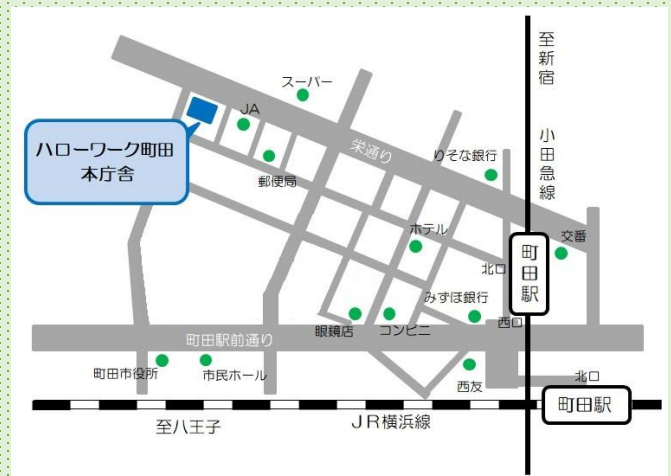 至新宿
小田急線
スーパー
JA
ハローワーク町田
本庁舎
郵便局
栄通り
りそな銀行
ホテル
交番
北口
町田駅
みずほ銀行
西口
眼鏡店
コンビニ
町田駅前通り
町田市役所
市民ホール
西友
北口
町田駅
至八王子
JR横浜線